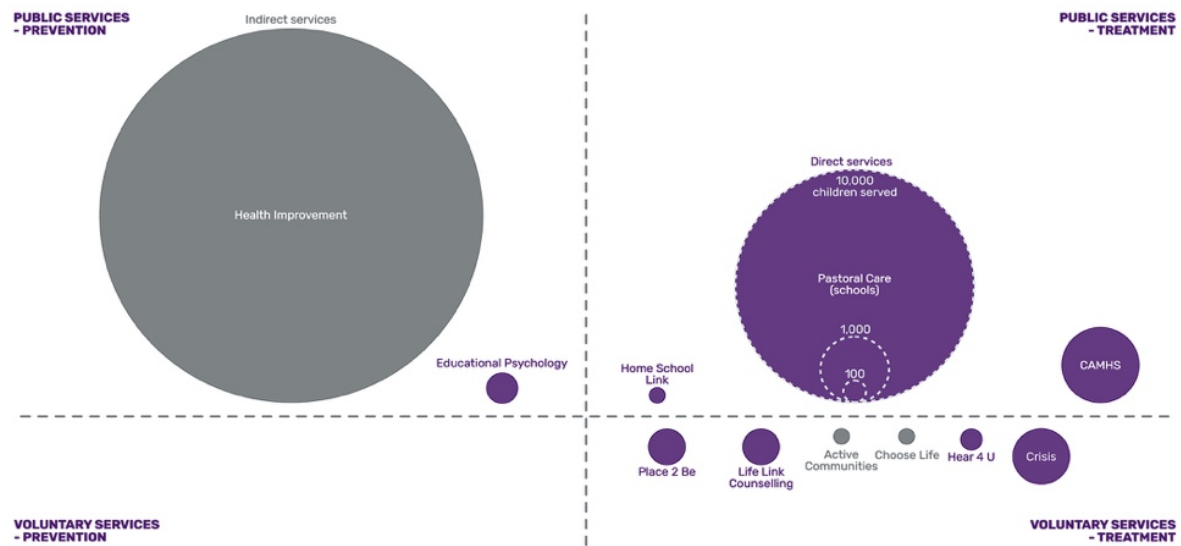 PUBLIC SERVICES
- PREVENTION
Indirect services
PUBLIC SERVICES
- TREATMENT
Health Improvement
Direct services
10,000
children served
Pastoral Care
(schools)
1,000
100
Educational Psychology
Home School
Link
CAMHS
Place 2 Be
Life Link
Counselling
Active
Communities
Choose Life
Hear 4 U
Crisis
VOLUNTARY SERVICES
- PREVENTION
VOLUNTARY SERVICES
- TREATMENT